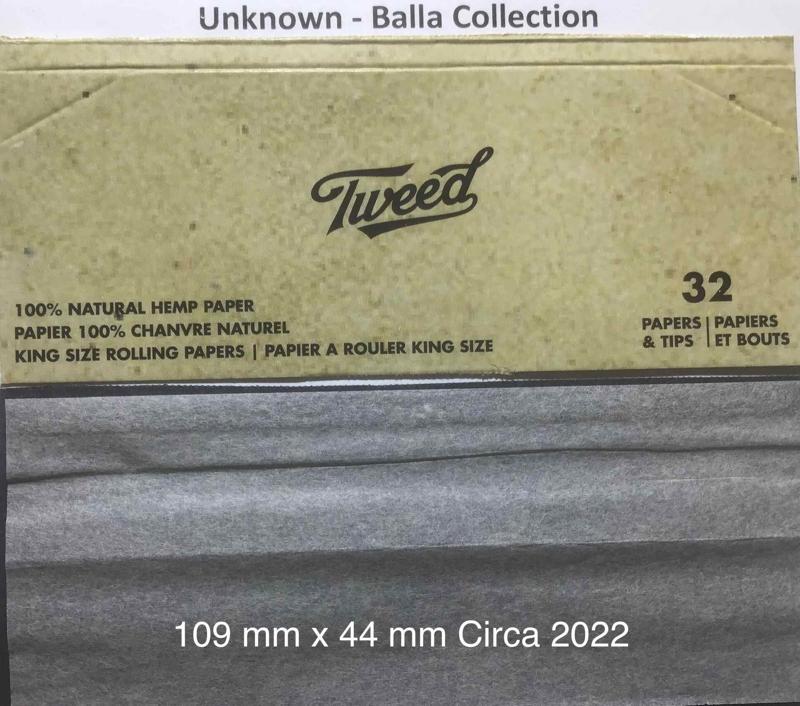 Unknown - Balla Collection
Tweed
100% NATURAL HEMP PAPER
PAPIER 100% CHANVRE NATUREL
KING SIZE ROLLING PAPERS | PAPIER A ROULER KING SIZE
32
PAPERS | PAPIERS
& TIPS | ET BOUTS
109 mm x 44 mm Circa 2022